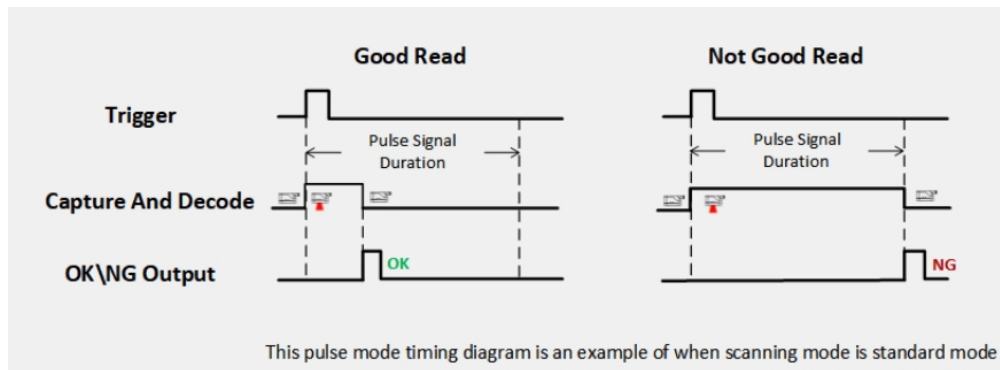 Good Read
Not Good Read
Trigger
Pulse Signal
Duration
Pulse Signal
Duration
Capture And Decode
OK\NG Output
OK
NG
This pulse mode timing diagram is an example of when scanning mode is standard mode